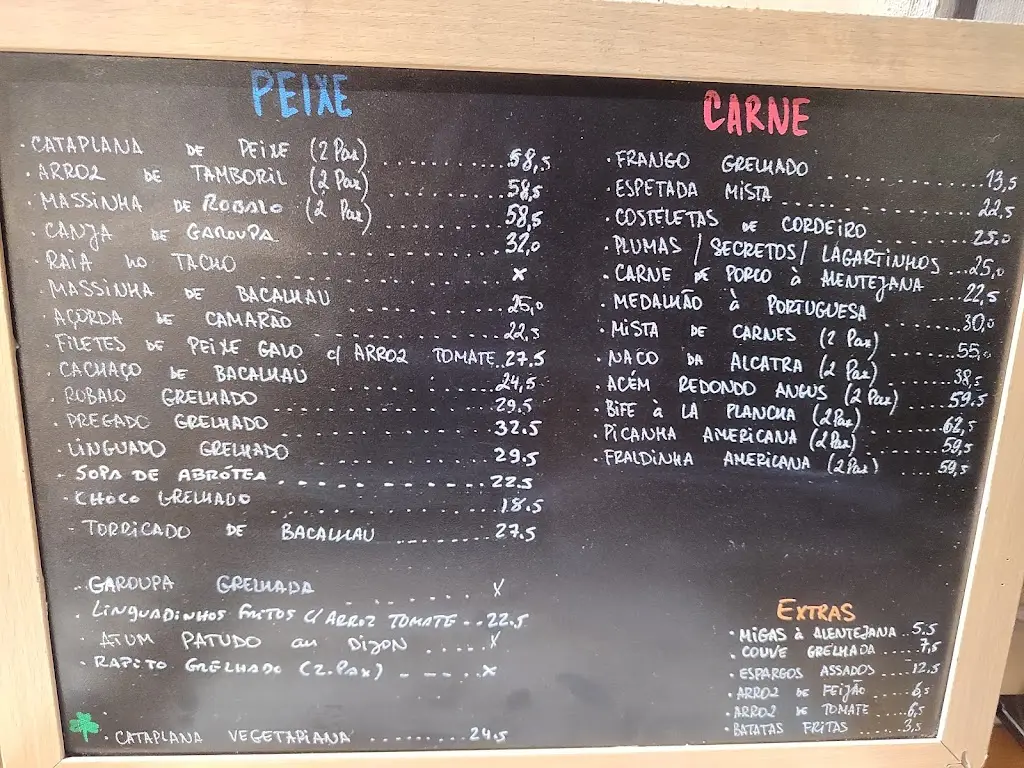 PEIXE
· CATAPLANA DE PEIXE (2 Pax) .......... 58,5
· ARROZ DE TAMBORIL (2 Pax) .......... 58,5
· MASSINHA DE ROBALO (2 Pax) .......... 58,5
· CANJA DE GAROUPA .......... 32,0
· RAIA NO TACHO .......... x
· MASSINHA DE BACALHAU .......... 25,0
· AÇORDA DE CAMARÃO .......... 22,5
· FILETES DE PEIXE GALO c/ ARROZ TOMATE..27.5
· CACHAÇO DE BACALHAU .......... 24,5
· ROBALO GRELHADO .......... 29.5
· PREGADO GRELHADO .......... 32.5
· LINGUADO GRELHADO .......... 29.5
· SOPA DE ABRÓTEA .......... 22.5
· CHOCO GRELHADO .......... 18.5
· TORRICADO DE BACALHAU .......... 27.5
· GAROUPA GRELHADA .......... X
· LINGUADINHOS FRITOS C/ ARROZ TOMATE .. 22.5
· ATUM PATUDO au DIJON ..... X
· RAPITO GRELHADO (2.Pax) ..... x
· CATAPLANA VEGETARIANA .......... 24.5
CARNE
· FRANGO GRELHADO .......... 13,5
· ESPETADA MISTA .......... 22,5
· COSTELETAS DE CORDEIRO .......... 25,0
· PLUMAS / SECRETOS / LAGARTINHOS ...25,0
· CARNE DE PORCO À ALENTEJANA .... 22,5
· MEDALHÃO À PORTUGUESA ........ 30,0
· MISTA DE CARNES (2 Pax) ........ 55,0
· NACO DA ALCATRA (2 Pax) ....... 38,5
· ACÉM REDONDO ANGUS (2 Pax) ..... 59.5
· BIFE À LA PLANCHA (2 Pax) ....... 62,5
· PICANHA AMERICANA (2 Pax) ....... 59,5
· FRALDINHA AMERICANA (2 Pax) ...... 59,5
EXTRAS
· MIGAS À ALENTEJANA .. 5.5
· COUVE GRELHADA ..... 7,5
· ESPARGOS ASSADOS .... 12.5
· ARROZ DE FEIJÃO .... 6,5
· ARROZ DE TOMATE .... 6,5
· BATATAS FRITAS ..... 3,5